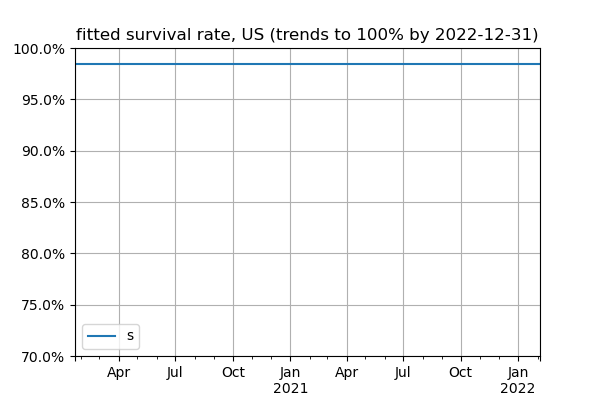 fitted survival rate, US (trends to 100% by 2022-12-31)
100.0%
95.0%
90.0%
85.0%
80.0%
75.0%
70.0%
s
Apr Jul Oct Jan Apr Jul Oct Jan
2021 2022